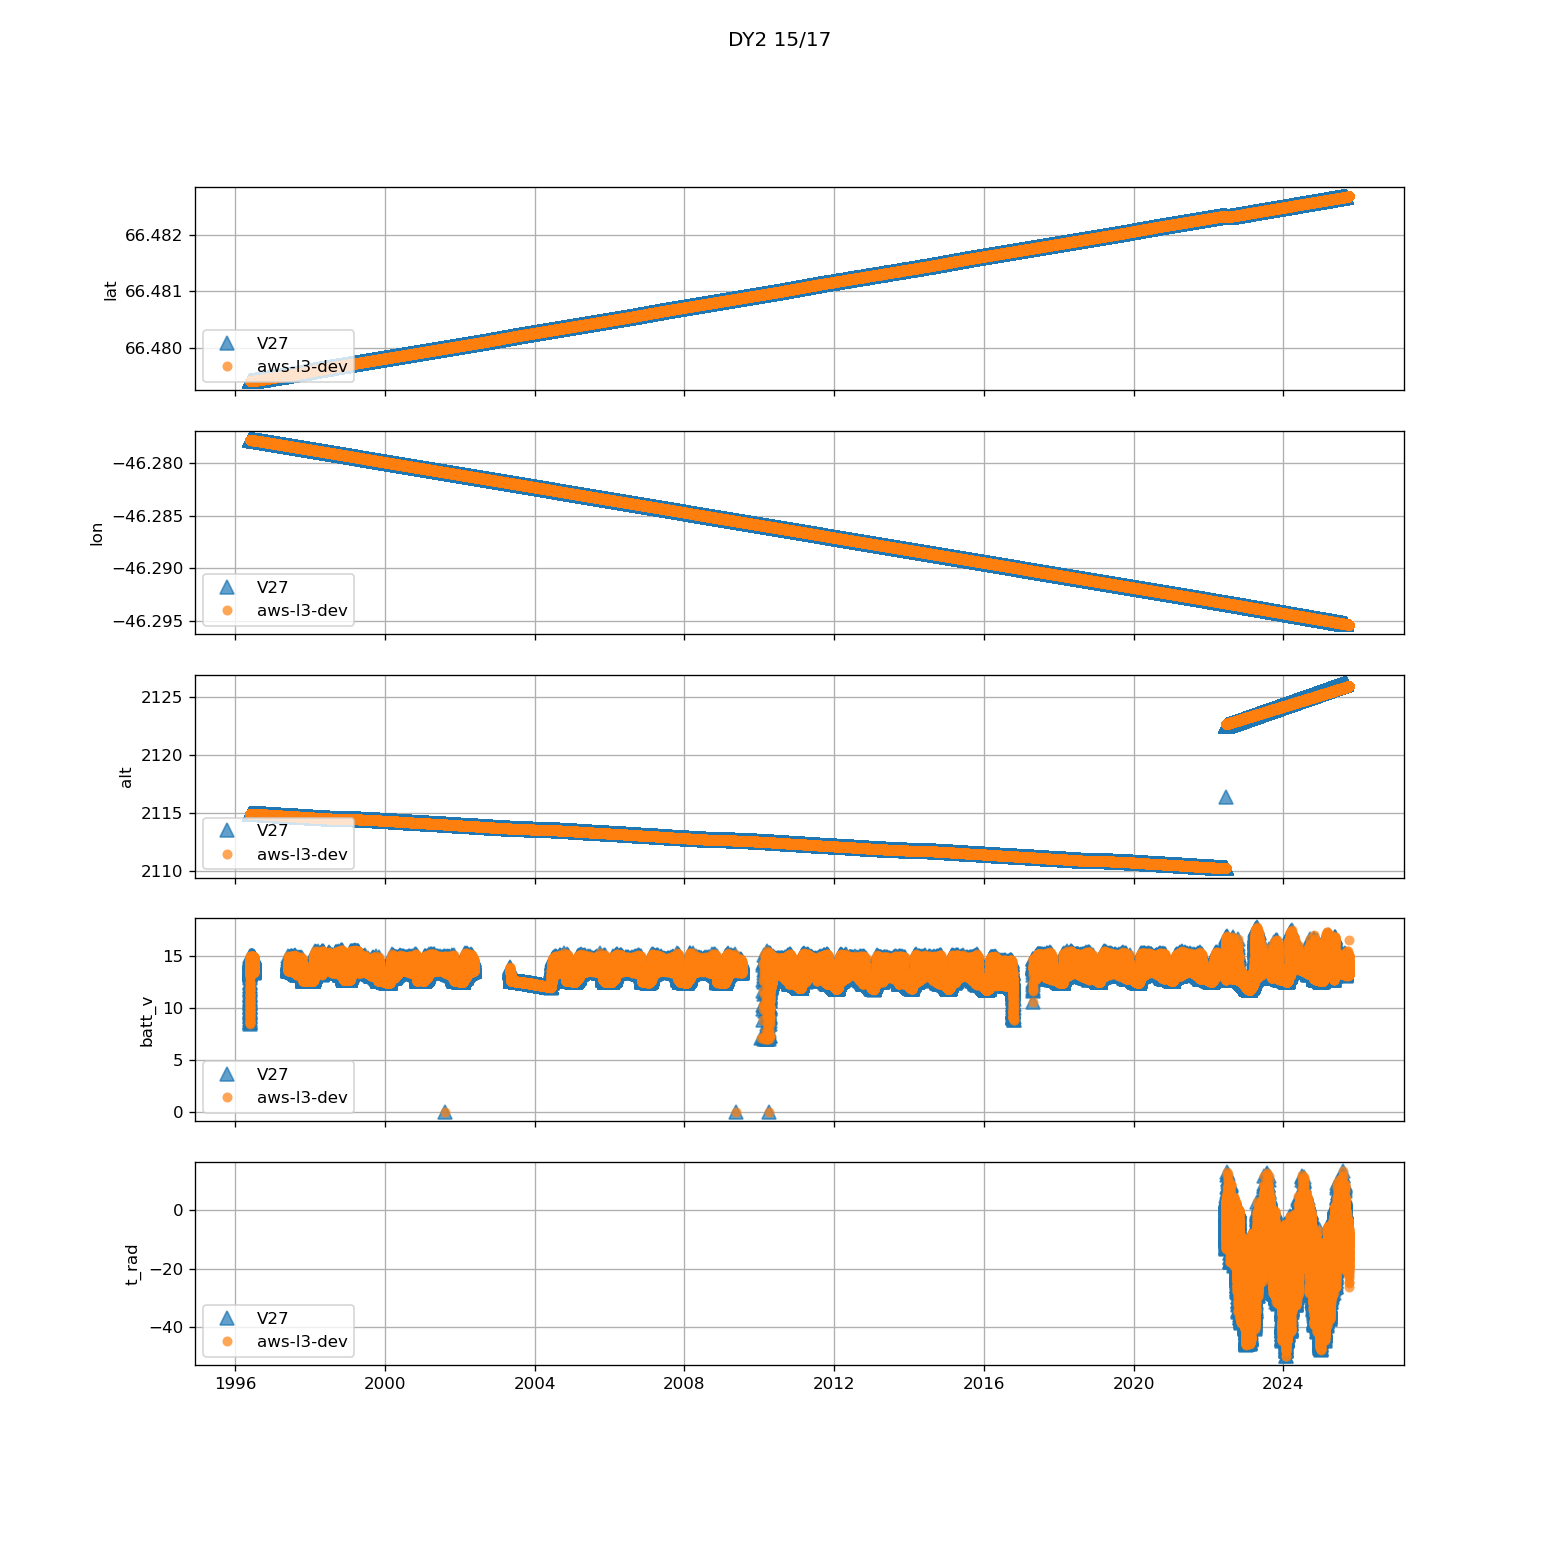 DY2 15/17
66.482
66.481
66.480
lat
V27
aws-l3-dev
−46.280
−46.285
−46.290
−46.295
lon
V27
aws-l3-dev
2125
2120
2115
2110
alt
V27
aws-l3-dev
15
10
5
0
batt_v
V27
aws-l3-dev
0
−20
−40
t_rad
V27
aws-l3-dev
1996 2000 2004 2008 2012 2016 2020 2024